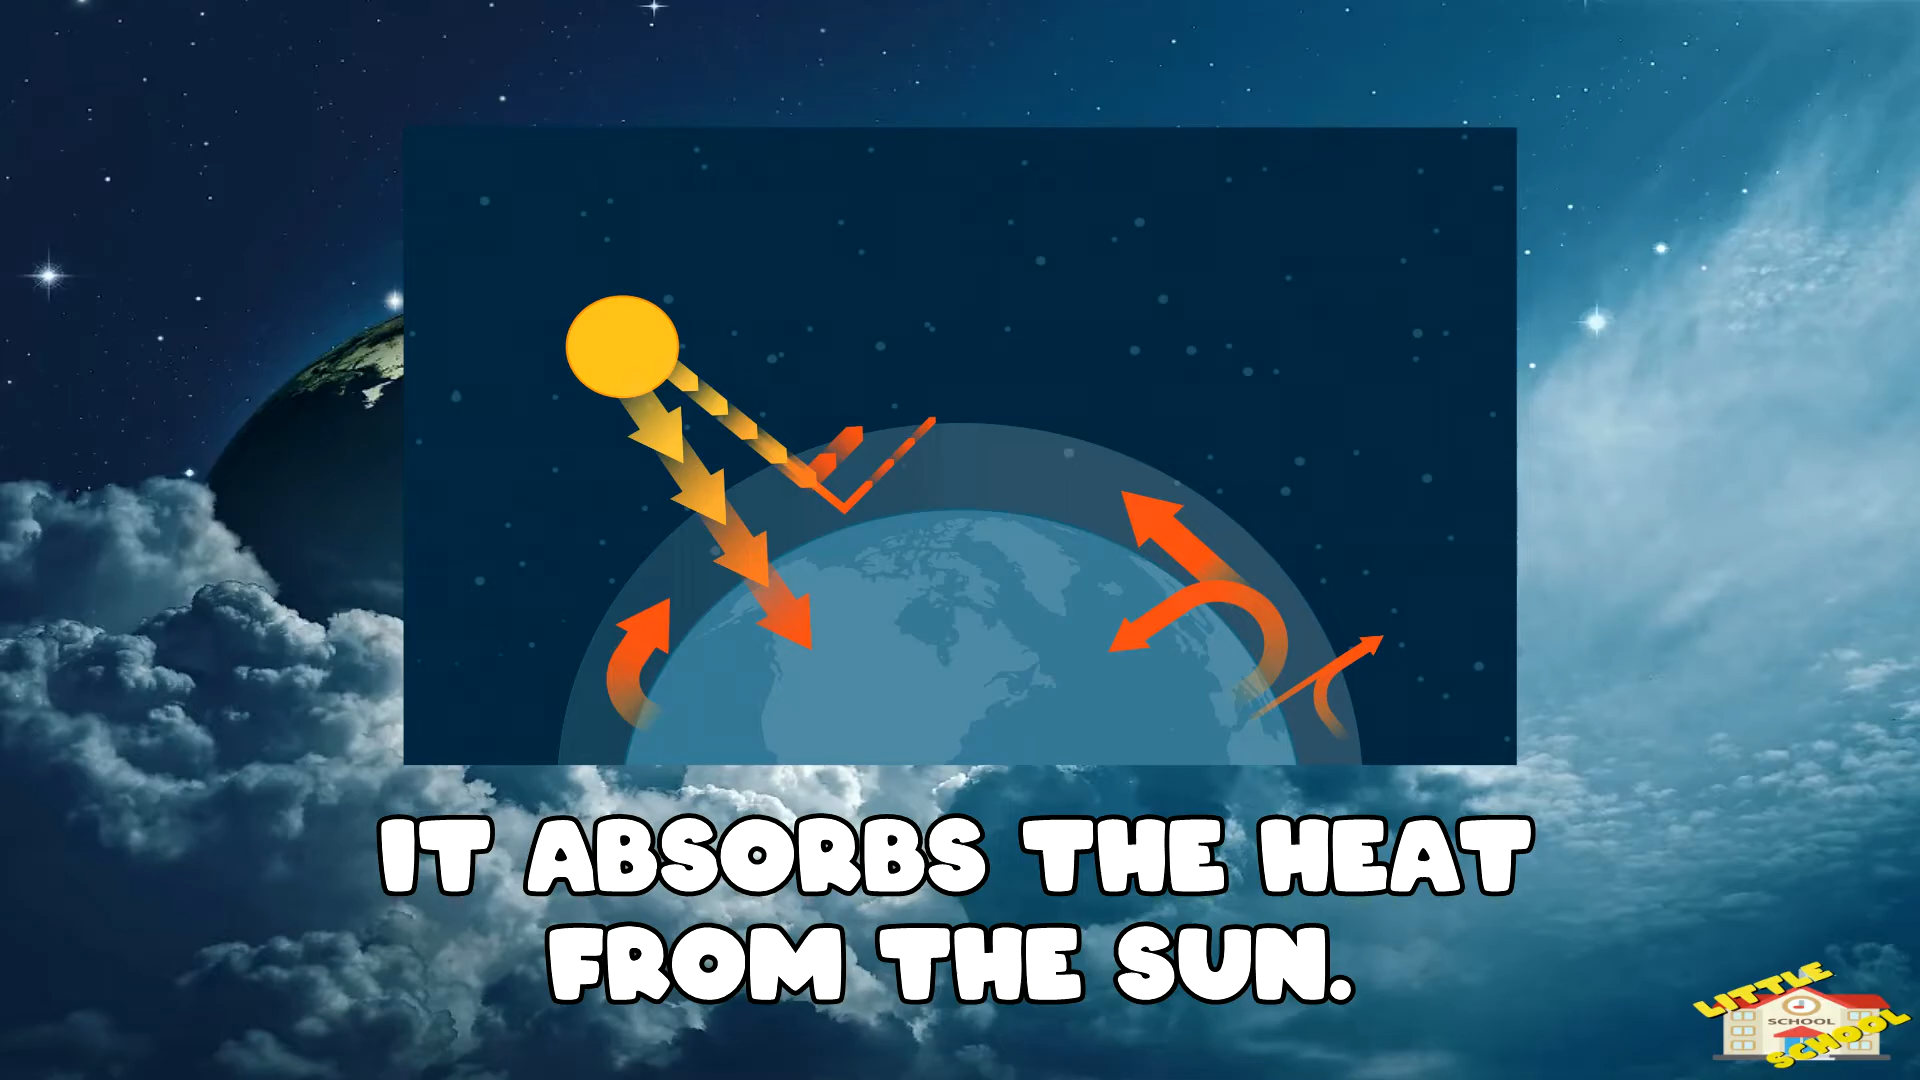 IT ABSORBS THE HEAT
FROM THE SUN.
LITTLE
SCHOOL
SCHOOL